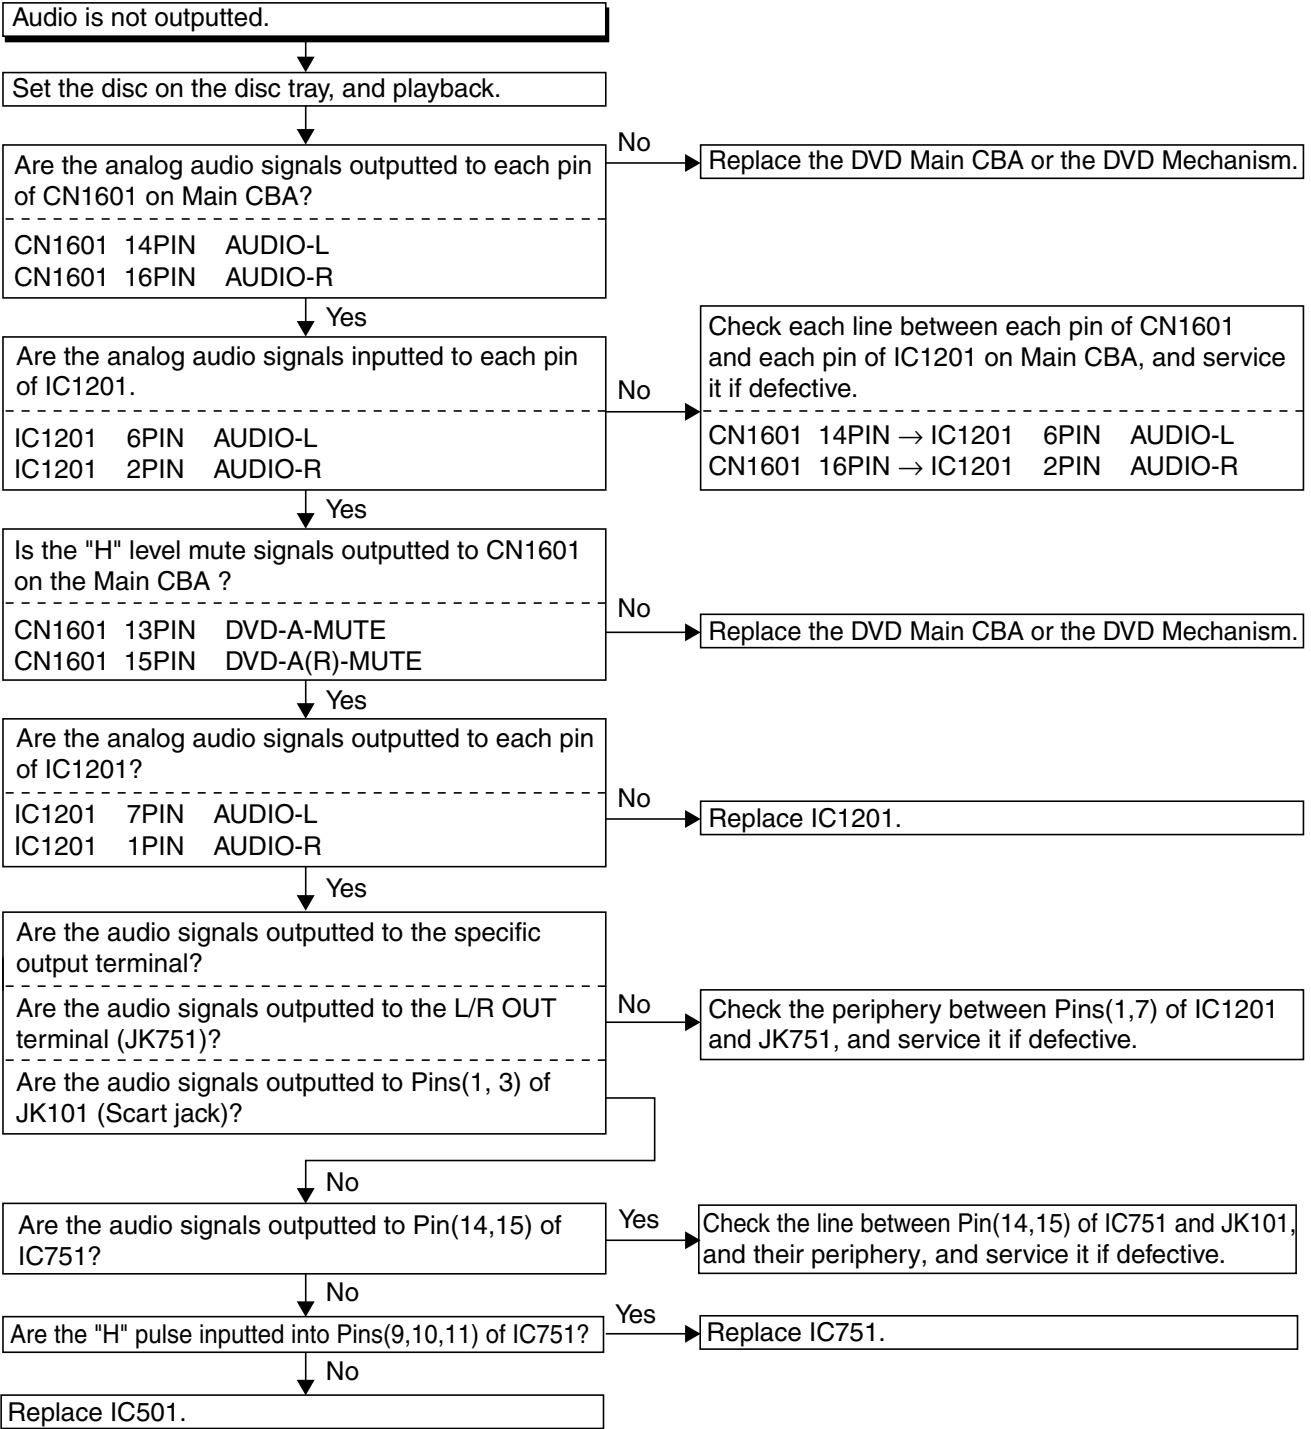 Audio is not outputted.
Set the disc on the disc tray, and playback.
Are the analog audio signals outputted to each pin
of CN1601 on Main CBA?
CN1601 14PIN AUDIO-L
CN1601 16PIN AUDIO-R
No
Replace the DVD Main CBA or the DVD Mechanism.
Yes
Are the analog audio signals inputted to each pin
of IC1201.
IC1201 6PIN AUDIO-L
IC1201 2PIN AUDIO-R
No
Check each line between each pin of CN1601
and each pin of IC1201 on Main CBA, and service
it if defective.
CN1601 14PIN → IC1201 6PIN AUDIO-L
CN1601 16PIN → IC1201 2PIN AUDIO-R
Yes
Is the "H" level mute signals outputted to CN1601
on the Main CBA ?
CN1601 13PIN DVD-A-MUTE
CN1601 15PIN DVD-A(R)-MUTE
No
Replace the DVD Main CBA or the DVD Mechanism.
Yes
Are the analog audio signals outputted to each pin
of IC1201?
IC1201 7PIN AUDIO-L
IC1201 1PIN AUDIO-R
No
Replace IC1201.
Yes
Are the audio signals outputted to the specific
output terminal?
Are the audio signals outputted to the L/R OUT
terminal (JK751)?
No
Check the periphery between Pins(1,7) of IC1201
and JK751, and service it if defective.
Are the audio signals outputted to Pins(1, 3) of
JK101 (Scart jack)?
No
Are the audio signals outputted to Pin(14,15) of
IC751?
Yes
Check the line between Pin(14,15) of IC751 and JK101,
and their periphery, and service it if defective.
No
Are the "H" pulse inputted into Pins(9,10,11) of IC751?
Yes
Replace IC751.
No
Replace IC501.